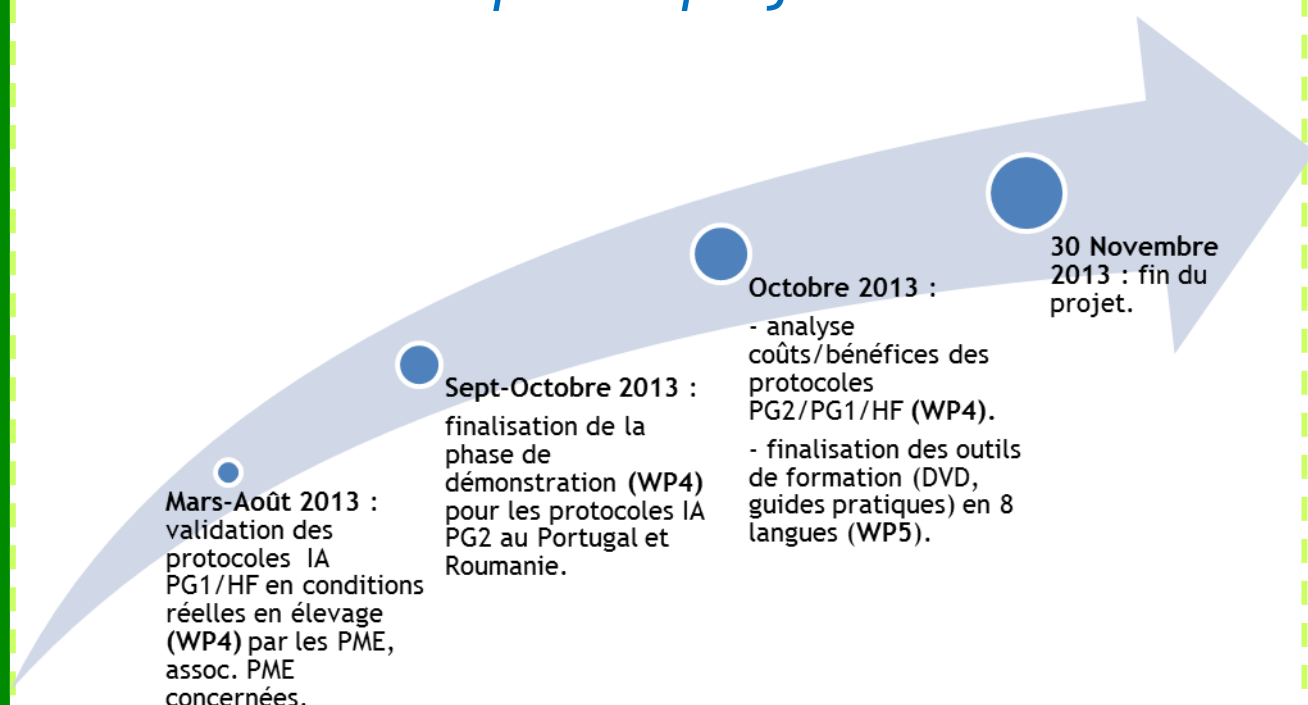 Mars-Août 2013 :
validation des
protocoles IA
PG1/HF en conditions
réelles en élevage
(WP4) par les PME,
assoc. PME
concernées.
Sept-Octobre 2013 :
finalisation de la
phase de
démonstration (WP4)
pour les protocoles IA
PG2 au Portugal et
Roumanie.
Octobre 2013 :
- analyse
coûts/bénéfices des
protocoles
PG2/PG1/HF (WP4).
- finalisation des outils
de formation (DVD,
guides pratiques) en 8
langues (WP5).
30 Novembre
2013 : fin du
projet.